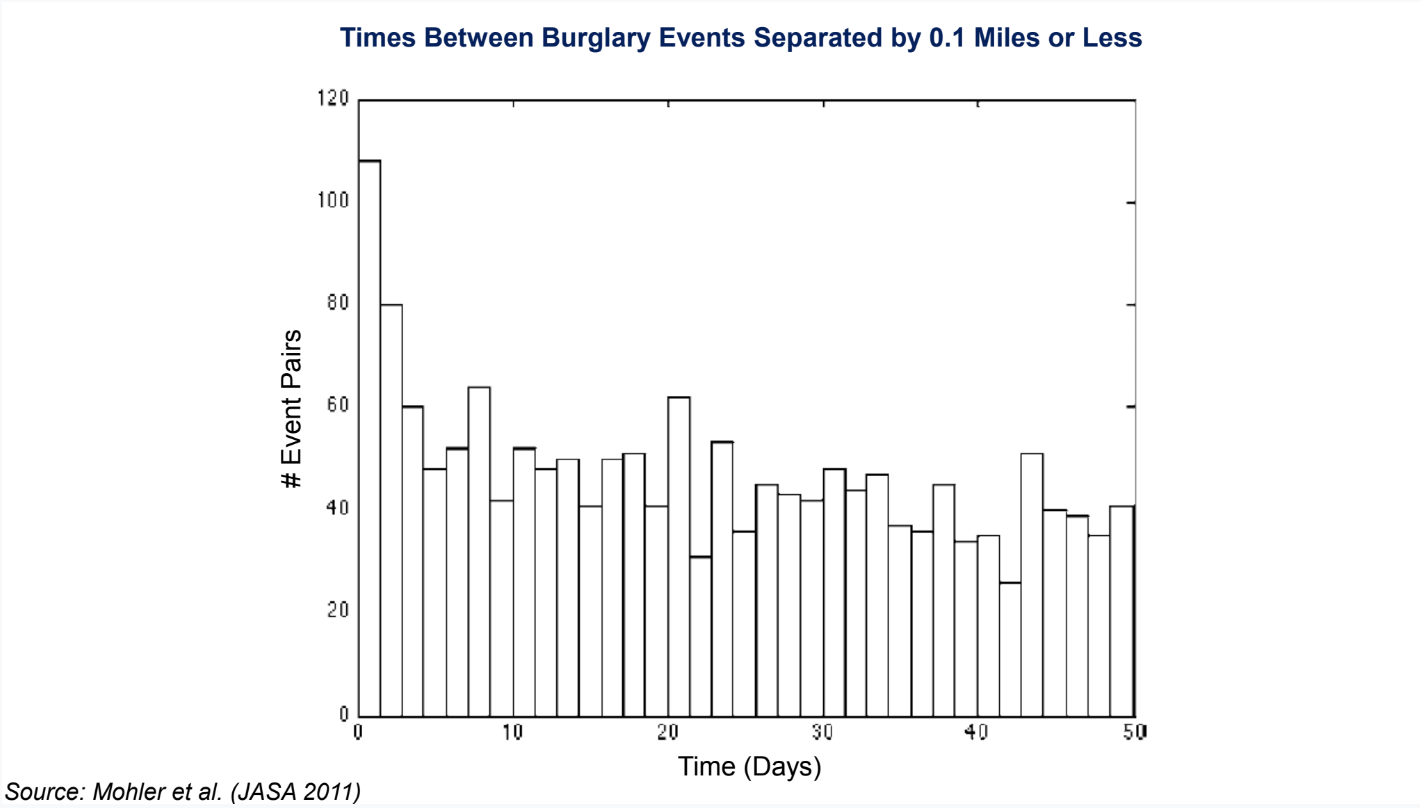 Times Between Burglary Events Separated by 0.1 Miles or Less
120
100
80
60
40
20
0
# Event Pairs
0 10 20 30 40 50
Time (Days)
Source: Mohler et al. (JASA 2011)